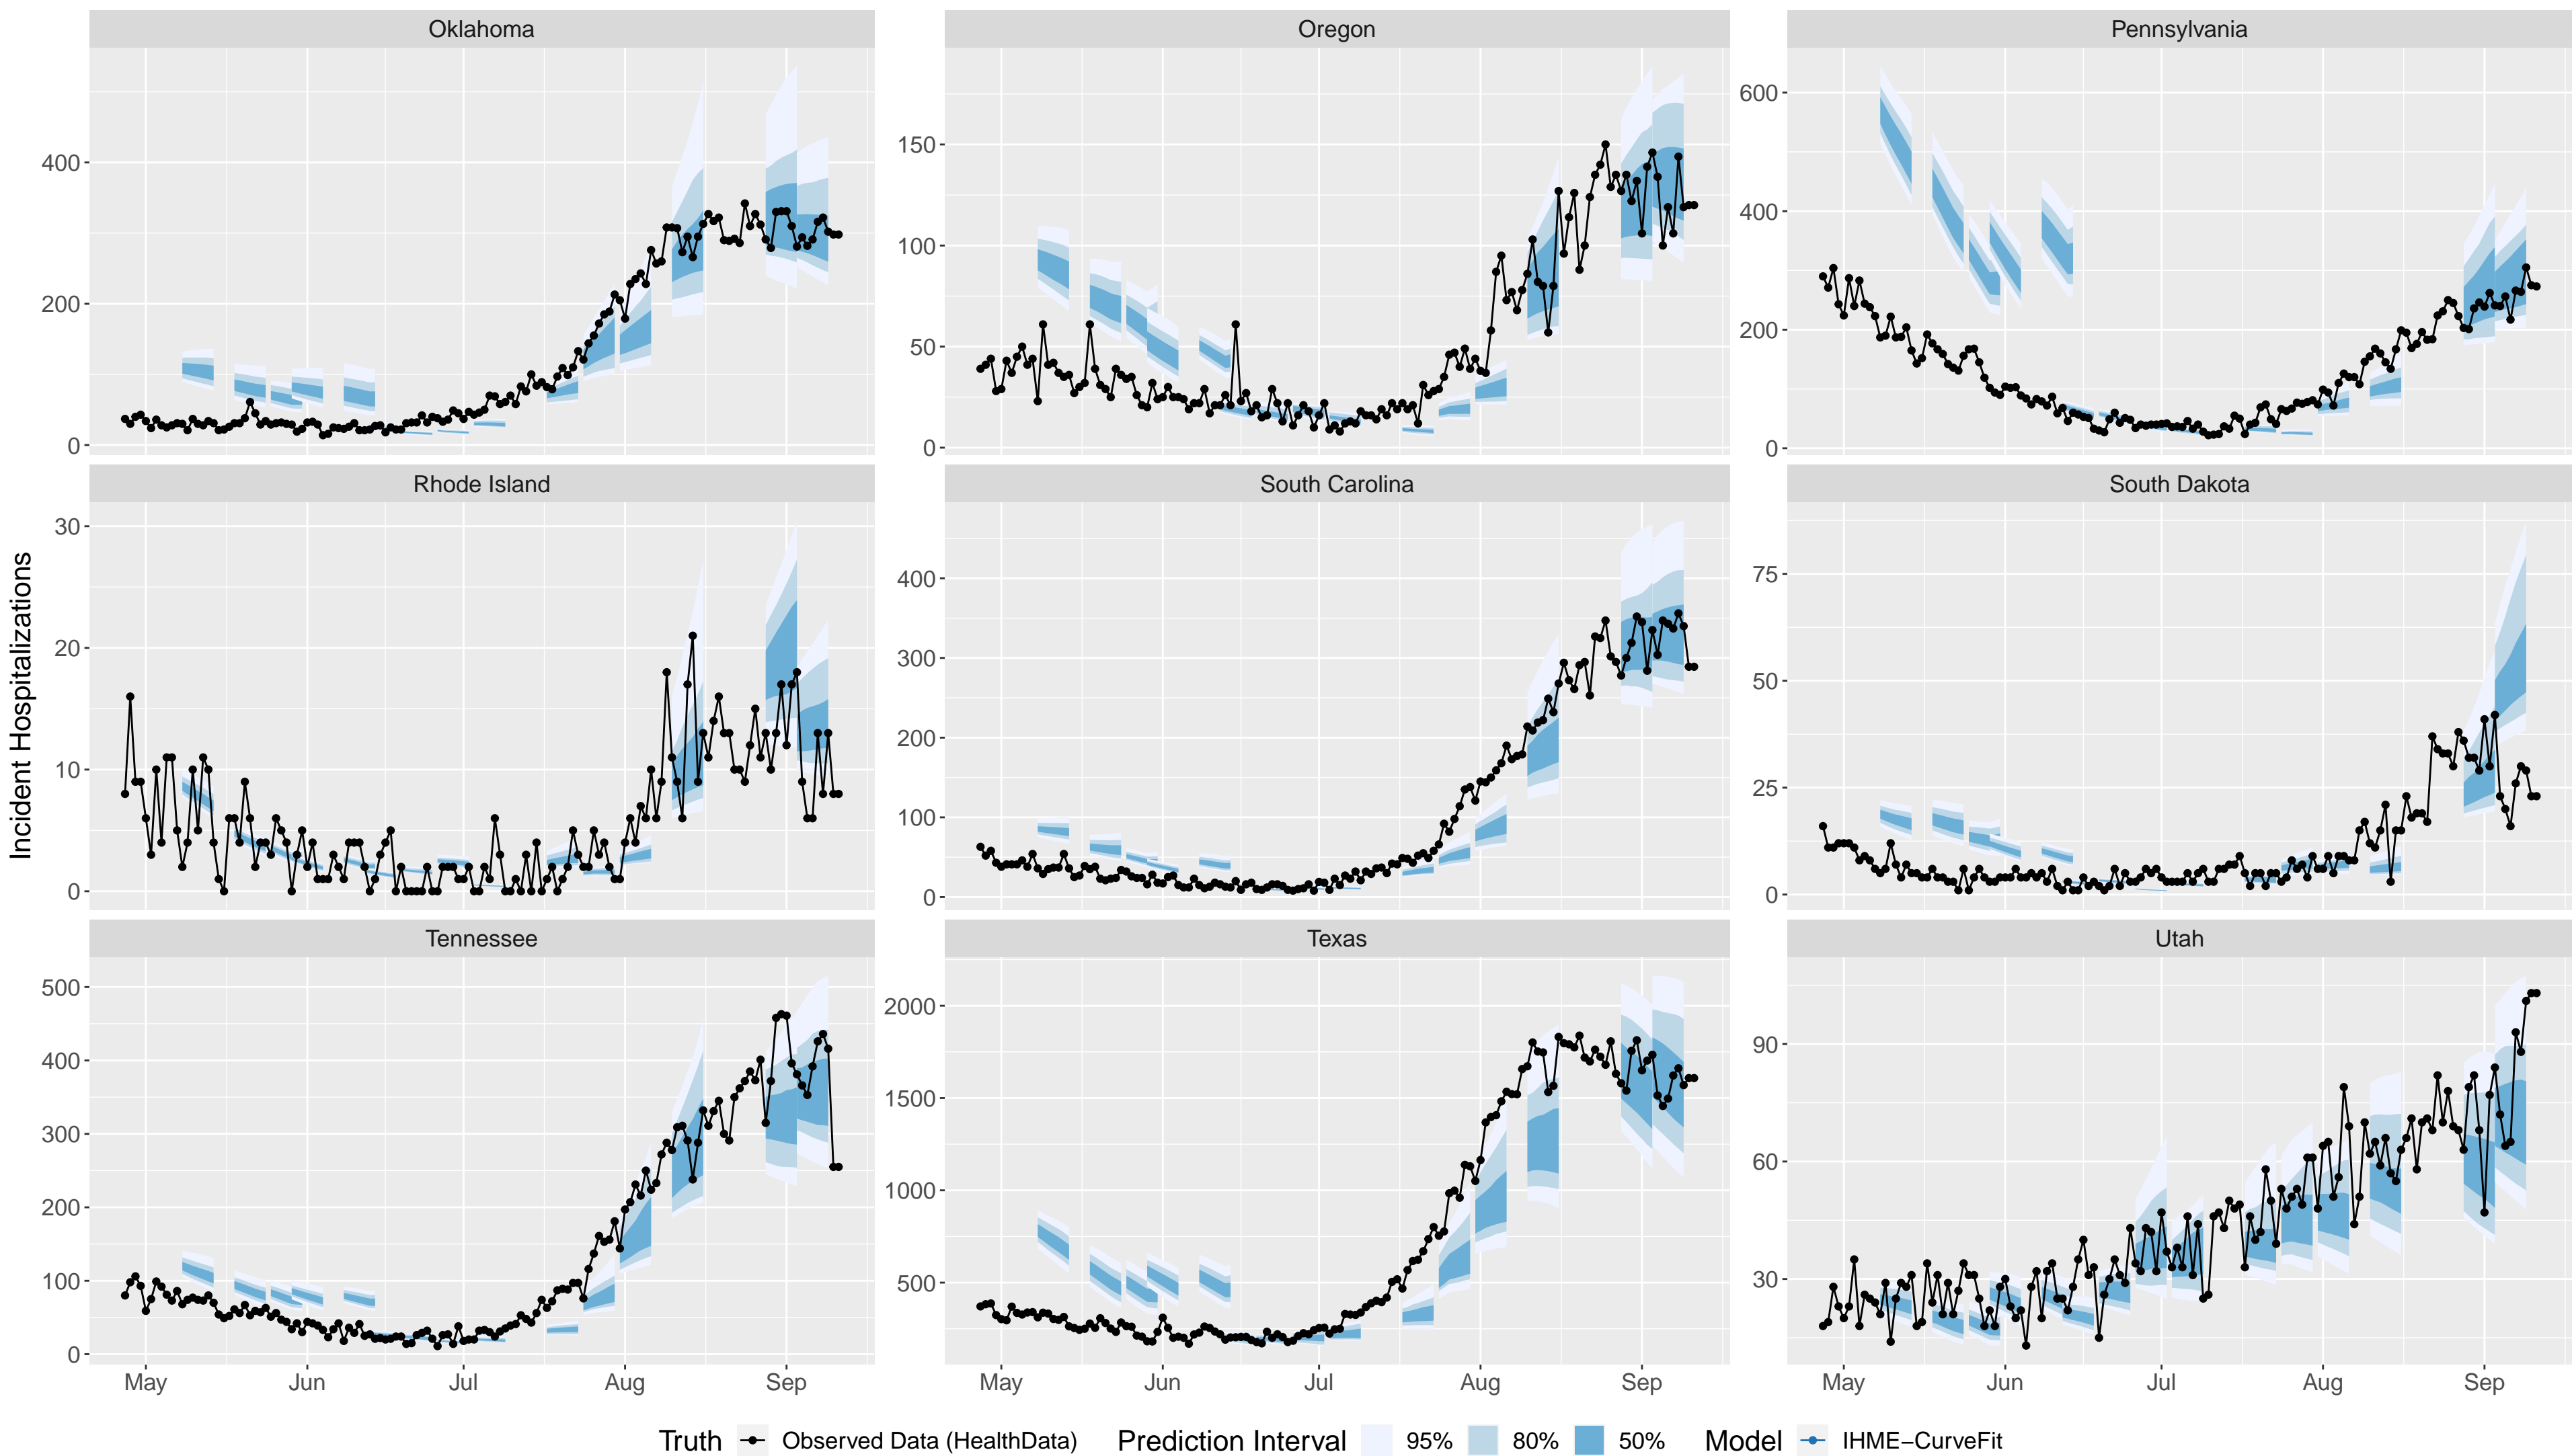 Oklahoma
Oregon
Pennsylvania
400
200
0
150
100
50
0
600
400
200
0
Incident Hospitalizations
Rhode Island
South Carolina
South Dakota
30
20
10
0
400
300
200
100
0
75
50
25
0
Tennessee
Texas
Utah
500
400
300
200
100
0
2000
1500
1000
500
90
60
30
May Jun Jul Aug Sep
May Jun Jul Aug Sep
May Jun Jul Aug Sep
Truth Observed Data (HealthData) Prediction Interval 95% 80% 50% Model IHME−CurveFit